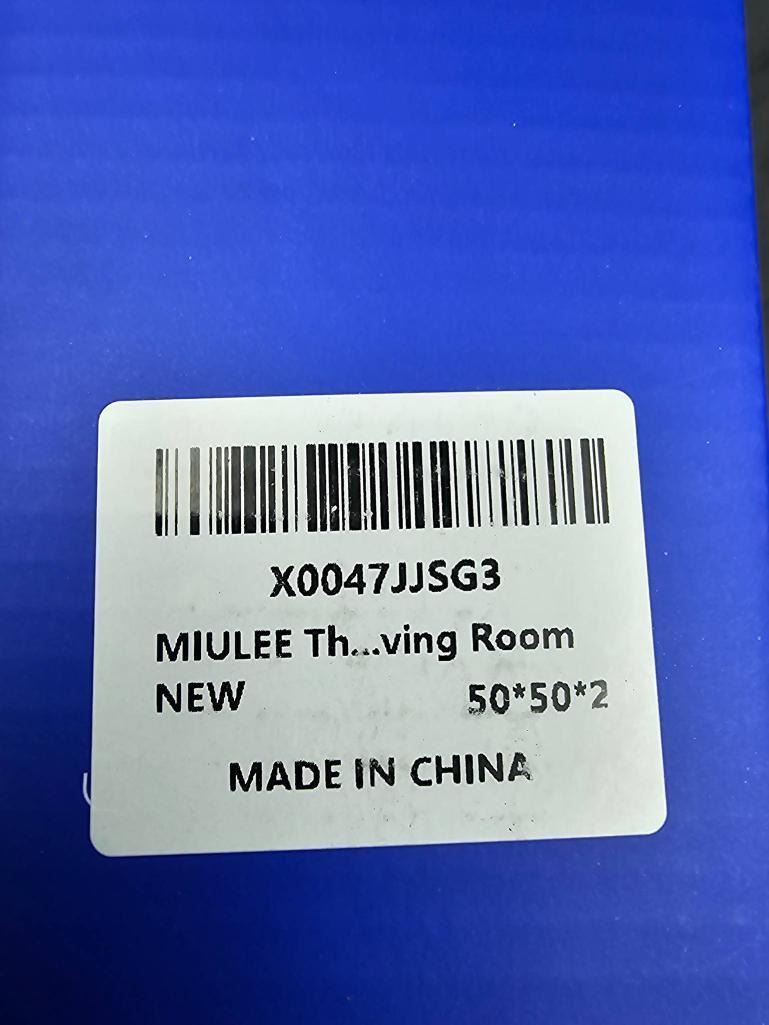 X0047JJSG3
MIULEE Th...ving Room
NEW 50*50*2
MADE IN CHINA